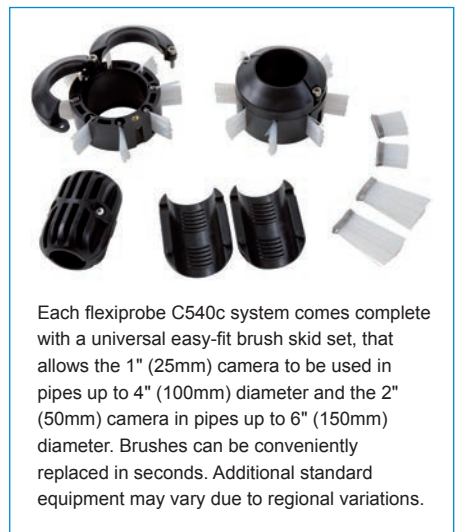 Each flexiprobe C540c system comes complete
with a universal easy-fit brush skid set, that
allows the 1" (25mm) camera to be used in
pipes up to 4" (100mm) diameter and the 2"
(50mm) camera in pipes up to 6" (150mm)
diameter. Brushes can be conveniently
replaced in seconds. Additional standard
equipment may vary due to regional variations.